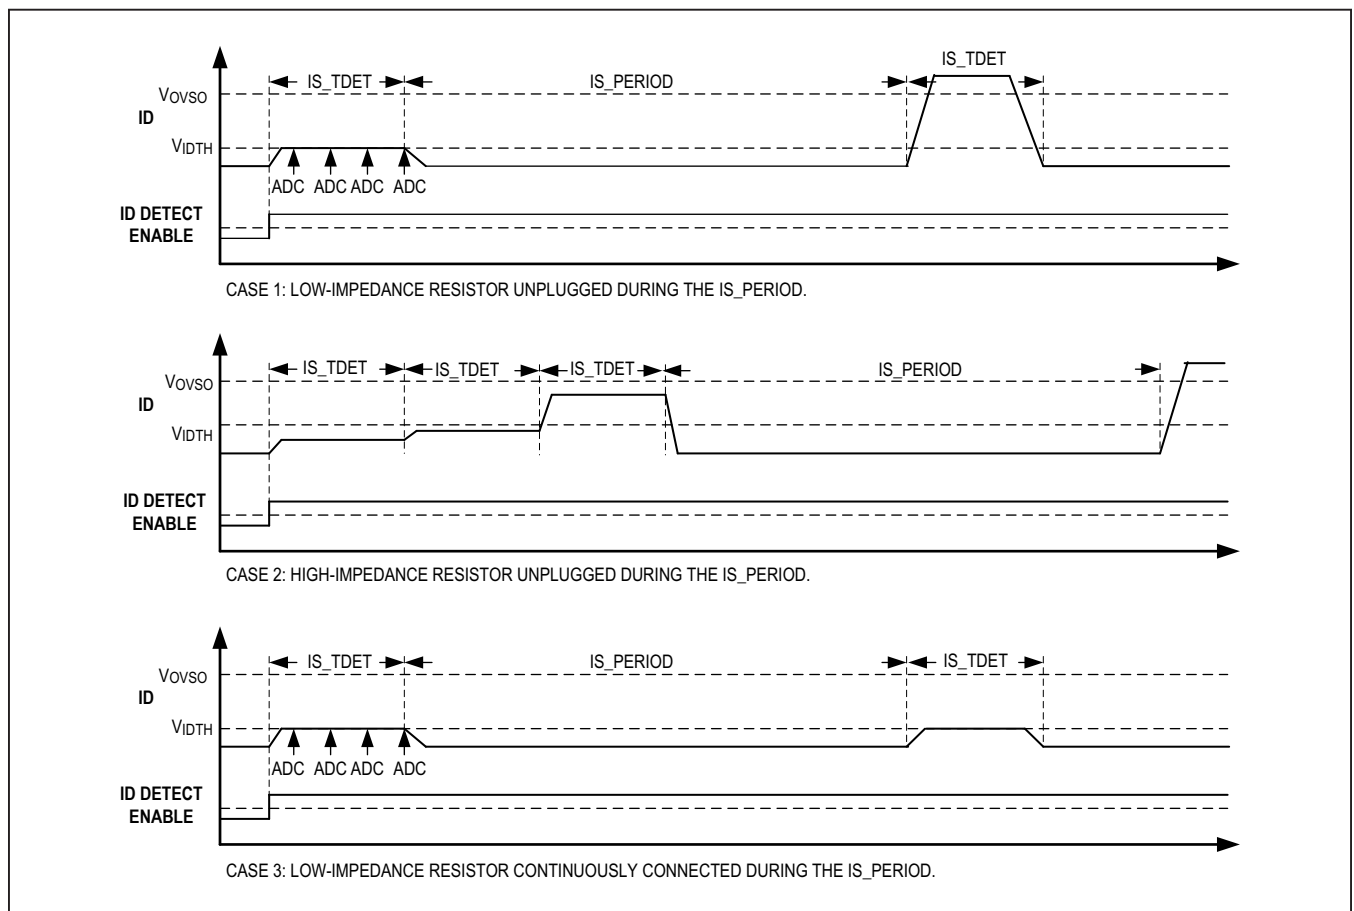 IS_TDET
IS_PERIOD
IS_TDET
VOVSO
ID
VIDTH
ADC ADC ADC ADC
ID DETECT
ENABLE
CASE 1: LOW-IMPEDANCE RESISTOR UNPLUGGED DURING THE IS_PERIOD.
IS_TDET
IS_TDET
IS_TDET
IS_PERIOD
VOVSO
ID
VIDTH
ID DETECT
ENABLE
CASE 2: HIGH-IMPEDANCE RESISTOR UNPLUGGED DURING THE IS_PERIOD.
IS_TDET
IS_PERIOD
IS_TDET
VOVSO
ID
VIDTH
ADC ADC ADC ADC
ID DETECT
ENABLE
CASE 3: LOW-IMPEDANCE RESISTOR CONTINUOUSLY CONNECTED DURING THE IS_PERIOD.